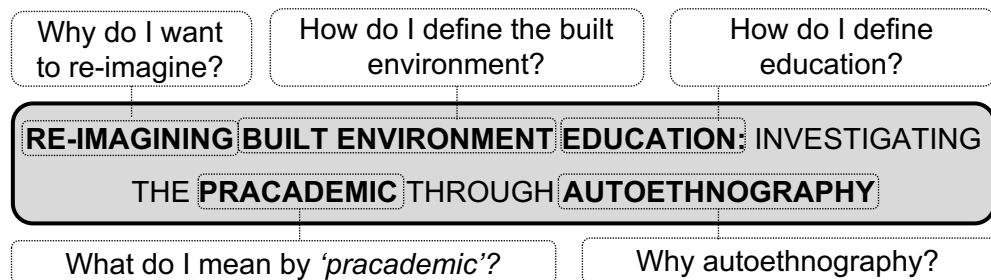 Why do I want
to re-imagine?
How do I define the built
environment?
How do I define
education?
RE-IMAGINING BUILT ENVIRONMENT EDUCATION: INVESTIGATING
THE PRACADEMIC THROUGH AUTOETHNOGRAPHY
What do I mean by ‘pracademic’?
Why autoethnography?